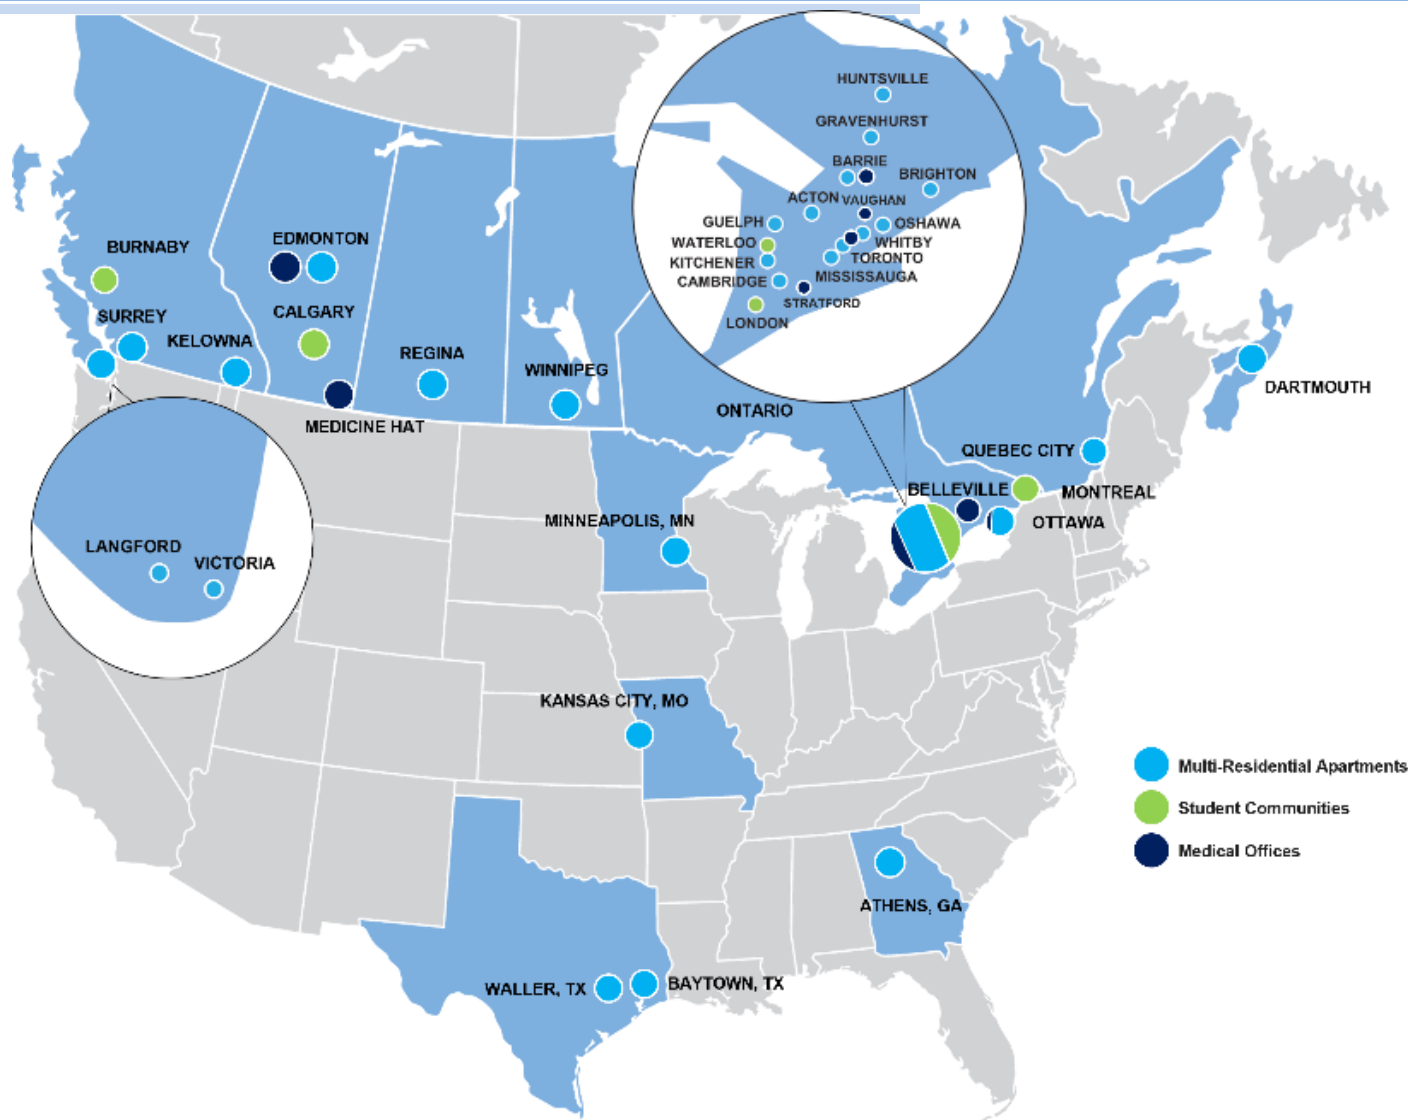 HUNTSVILLE
GRAVENHURST
BARRIE
BRIGHTON
ACTON
VAUGHAN
GUELPH
OSHAWA
WATERLOO
WHITBY
KITCHENER
TORONTO
CAMBRIDGE
MISSISSAUGA
STRATFORD
LONDON
BURNABY
EDMONTON
SURREY
CALGARY
KELOWNA
REGINA
WINNIPEG
MEDICINE HAT
ONTARIO
DARTMOUTH
QUEBEC CITY
BELLEVILLE
MONTREAL
OTTAWA
MINNEAPOLIS, MN
LANGFORD
VICTORIA
KANSAS CITY, MO
Multi-Residential Apartments
Student Communities
Medical Offices
ATHENS, GA
WALLER, TX
BAYTOWN, TX